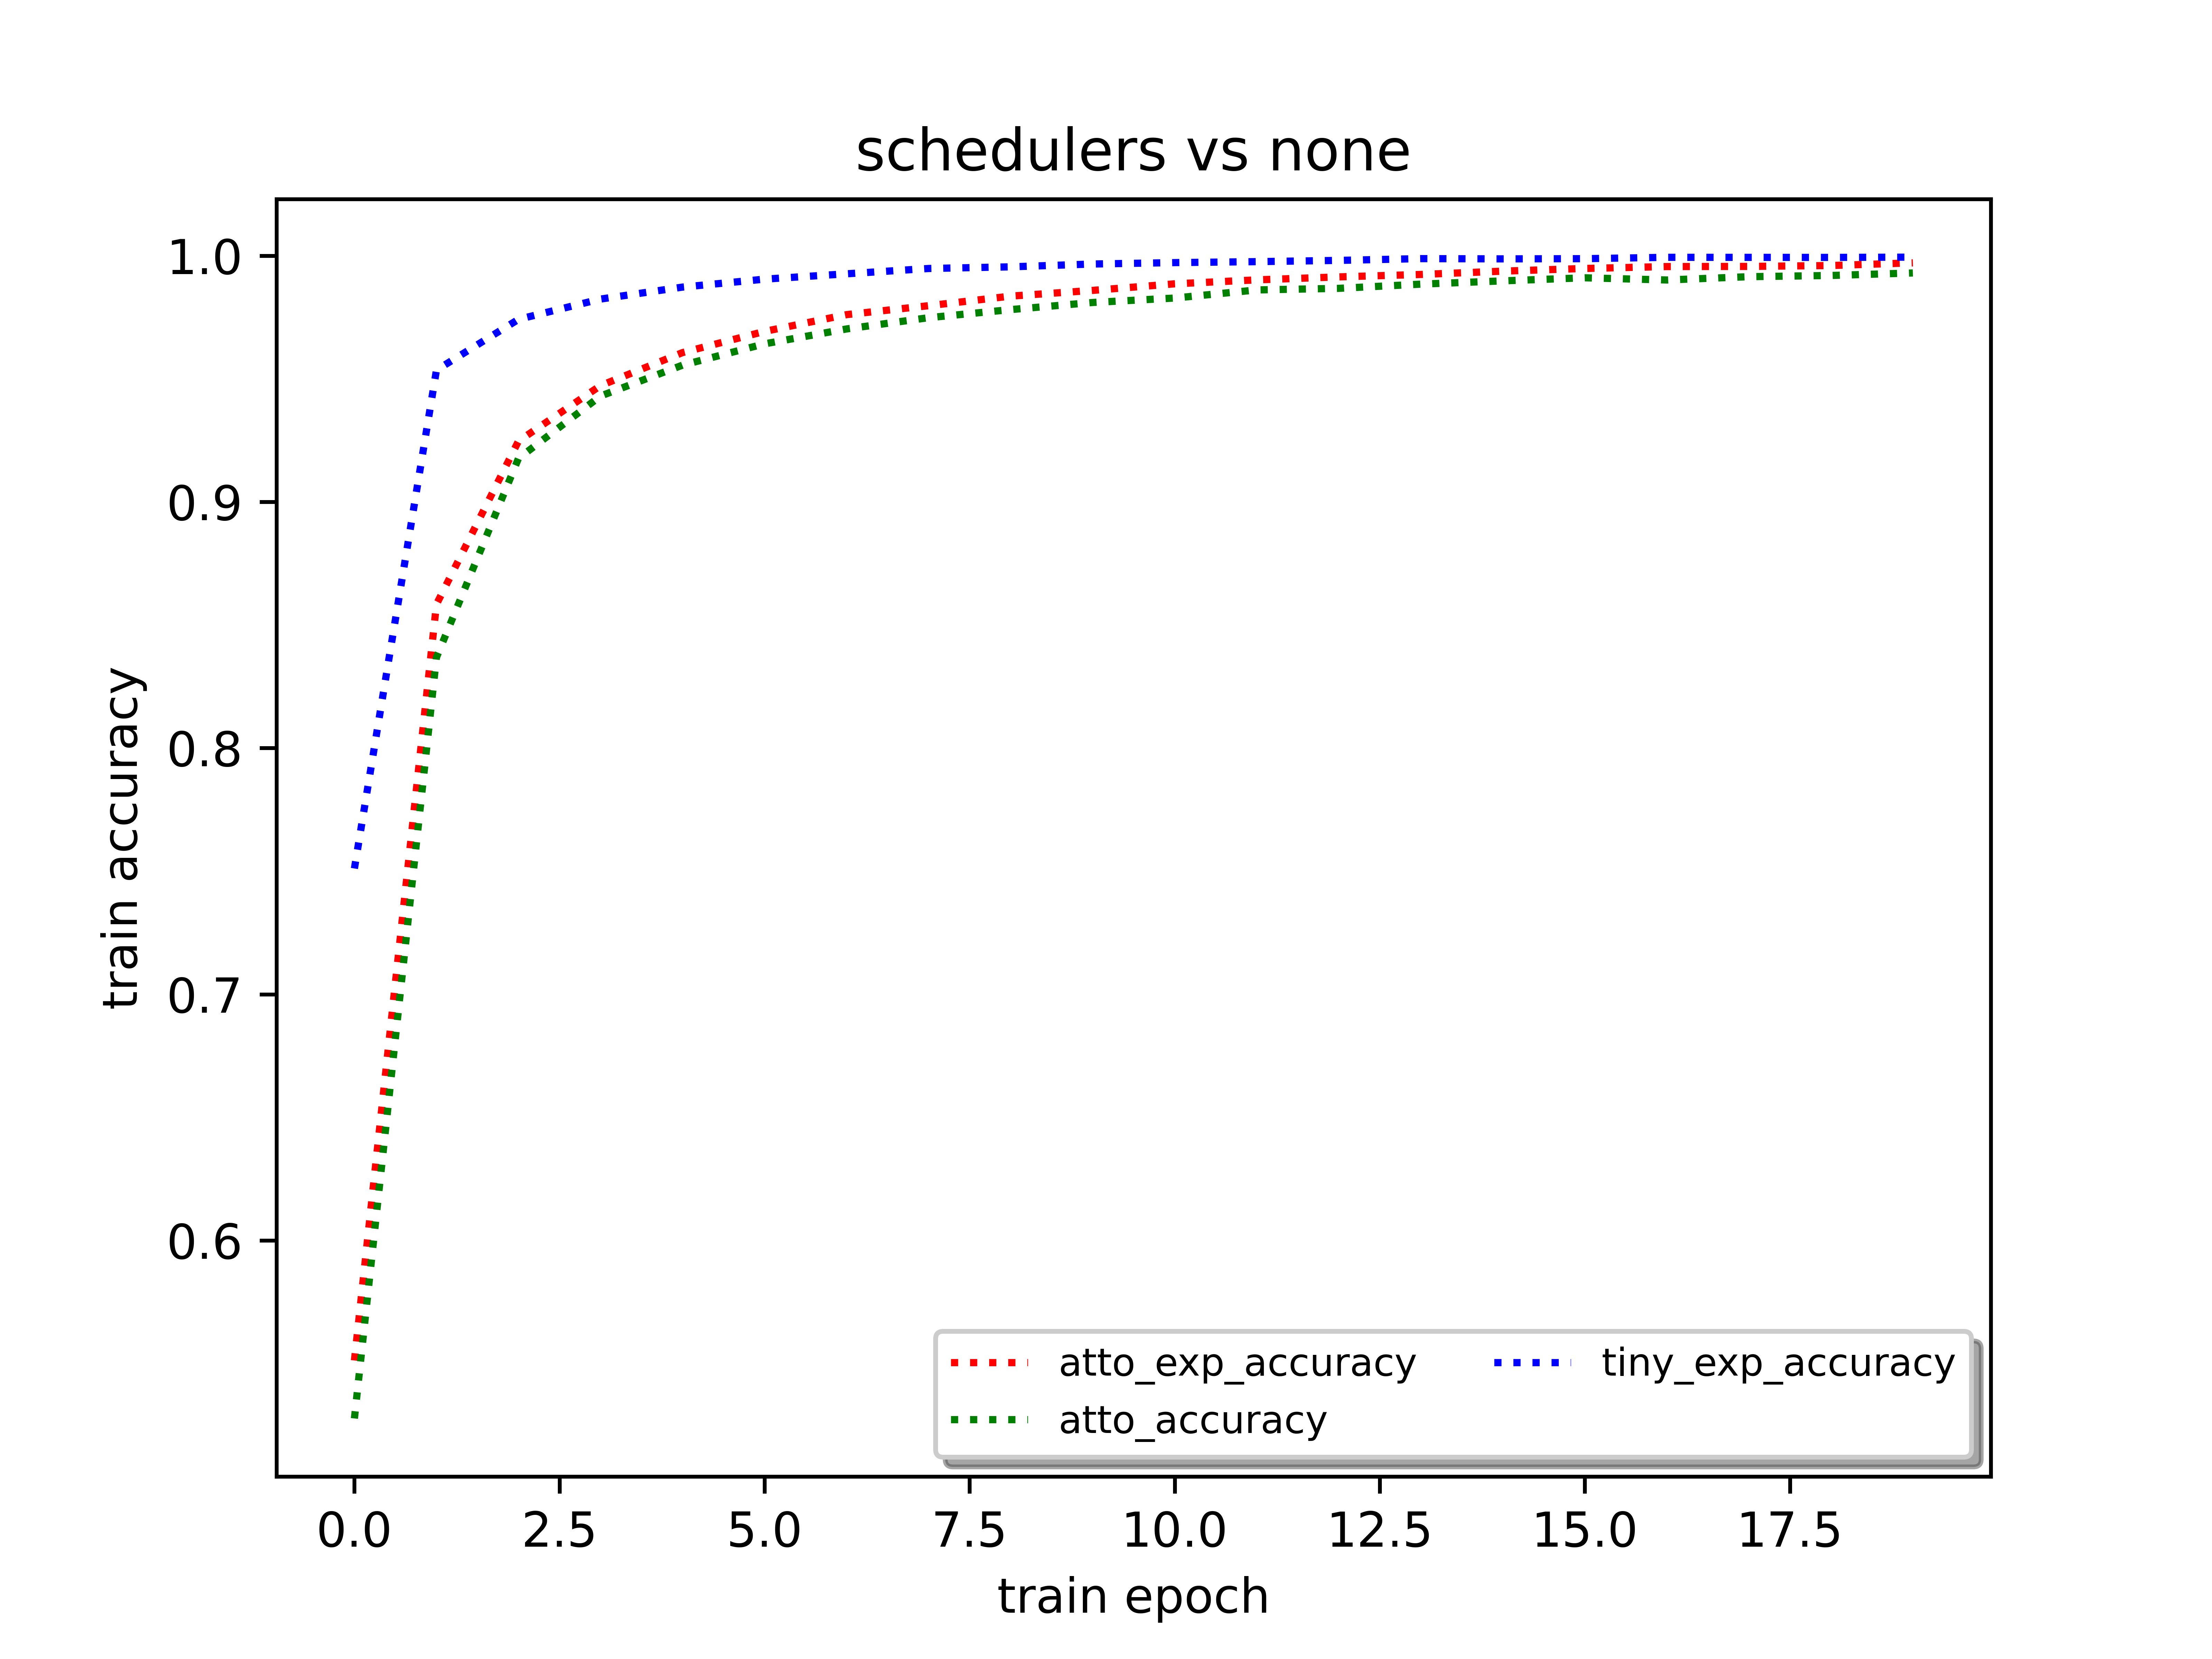 schedulers vs none
1.0
0.9
0.8
0.7
0.6
train accuracy
atto_exp_accuracy
atto_accuracy
tiny_exp_accuracy
0.0 2.5 5.0 7.5 10.0 12.5 15.0 17.5
train epoch